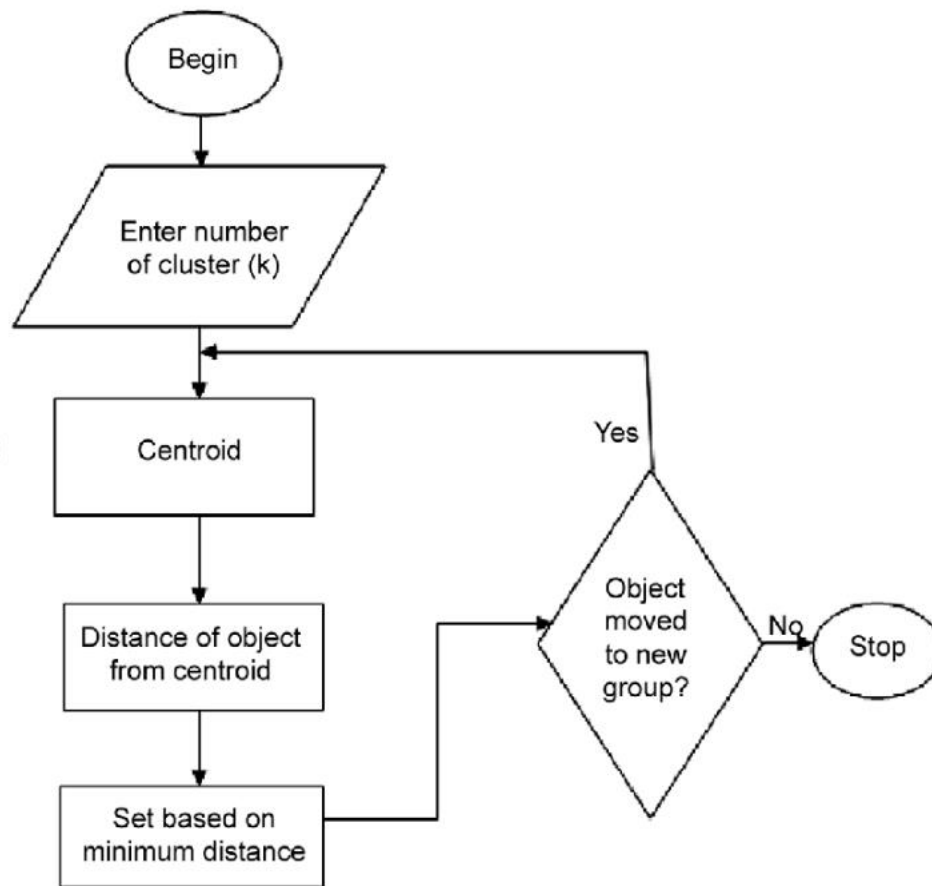 Begin
Enter number
of cluster (k)
Centroid
Distance of object
from centroid
Set based on
minimum distance
Yes
Object
moved
to new
group?
No
Stop